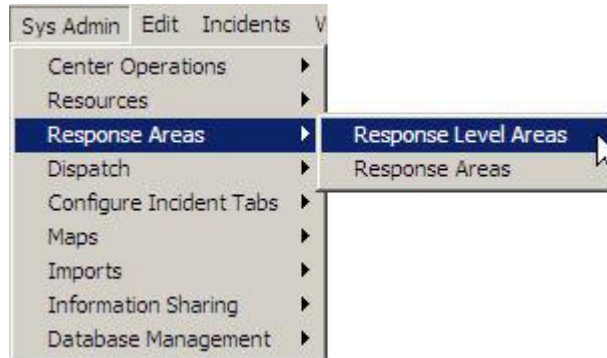 Sys Admin Edit Incidents
Center Operations
Resources
Response Areas
Response Level Areas
Dispatch
Response Areas
Configure Incident Tabs
Maps
Imports
Information Sharing
Database Management